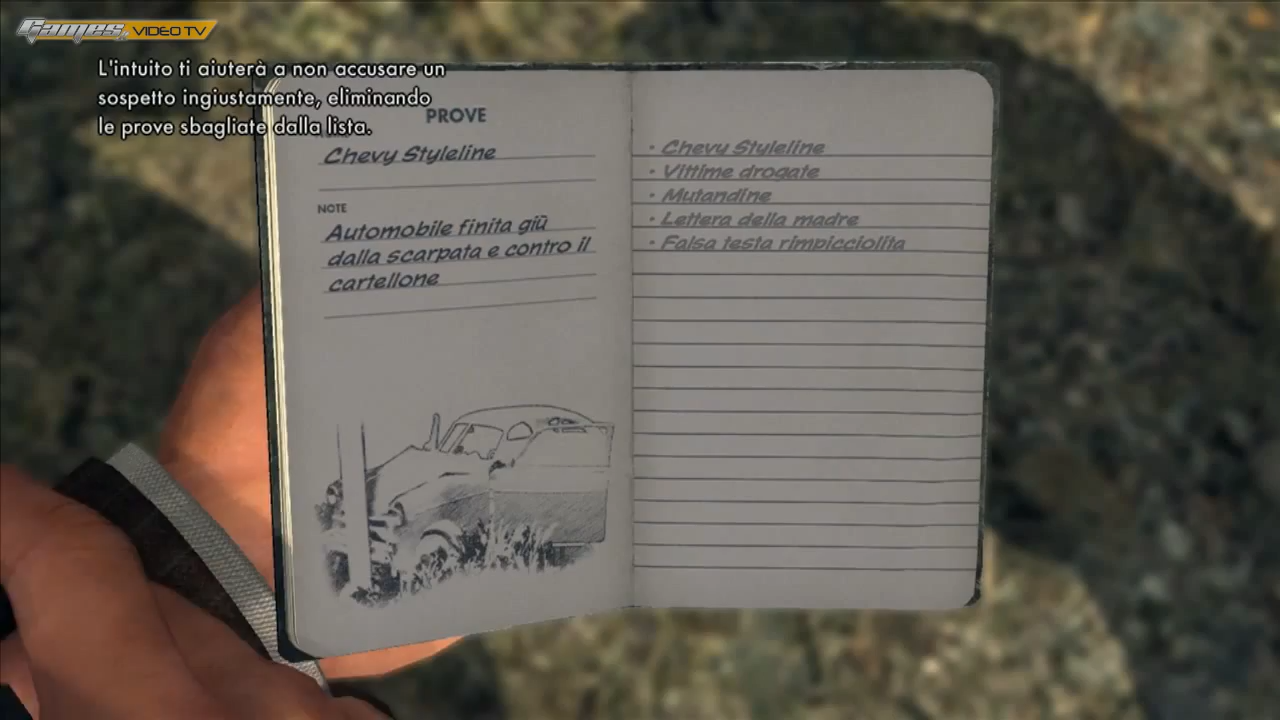 Games.it VIDEO TV
L'intuito ti aiuterà a non accusare un
sospetto ingiustamente, eliminando
le prove sbagliate dalla lista.
PROVE
Chevy Styleline
NOTE
Automobile finita giù
dalla scarpata e contro il
cartellone
• Chevy Styleline
• Vittime drogate
• Mutandine
• Lettera della madre
• Falsa testa rimpicciolita